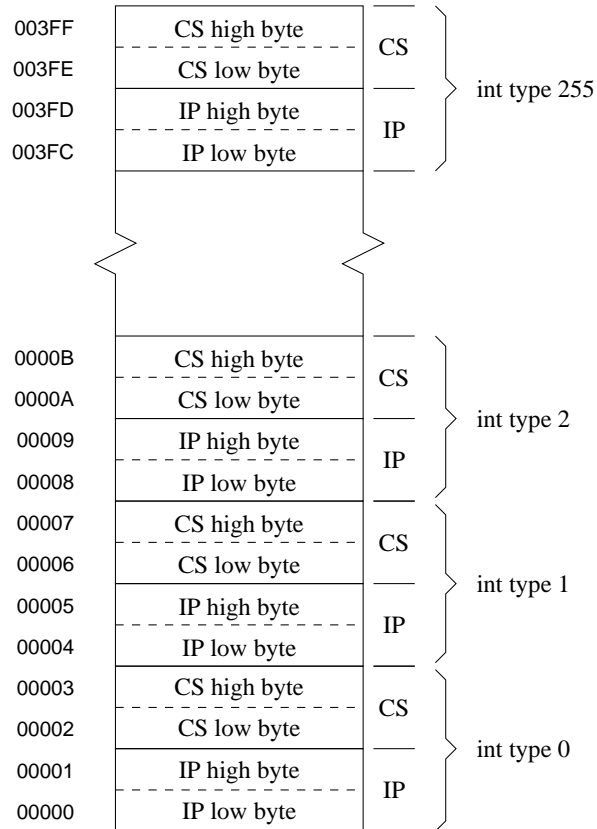 003FF CS high byte
CS
003FE CS low byte
int type 255
003FD IP high byte
IP
003FC IP low byte
0000B CS high byte
CS
0000A CS low byte
int type 2
00009 IP high byte
IP
00008 IP low byte
00007 CS high byte
CS
00006 CS low byte
int type 1
00005 IP high byte
IP
00004 IP low byte
00003 CS high byte
CS
00002 CS low byte
int type 0
00001 IP high byte
IP
00000 IP low byte